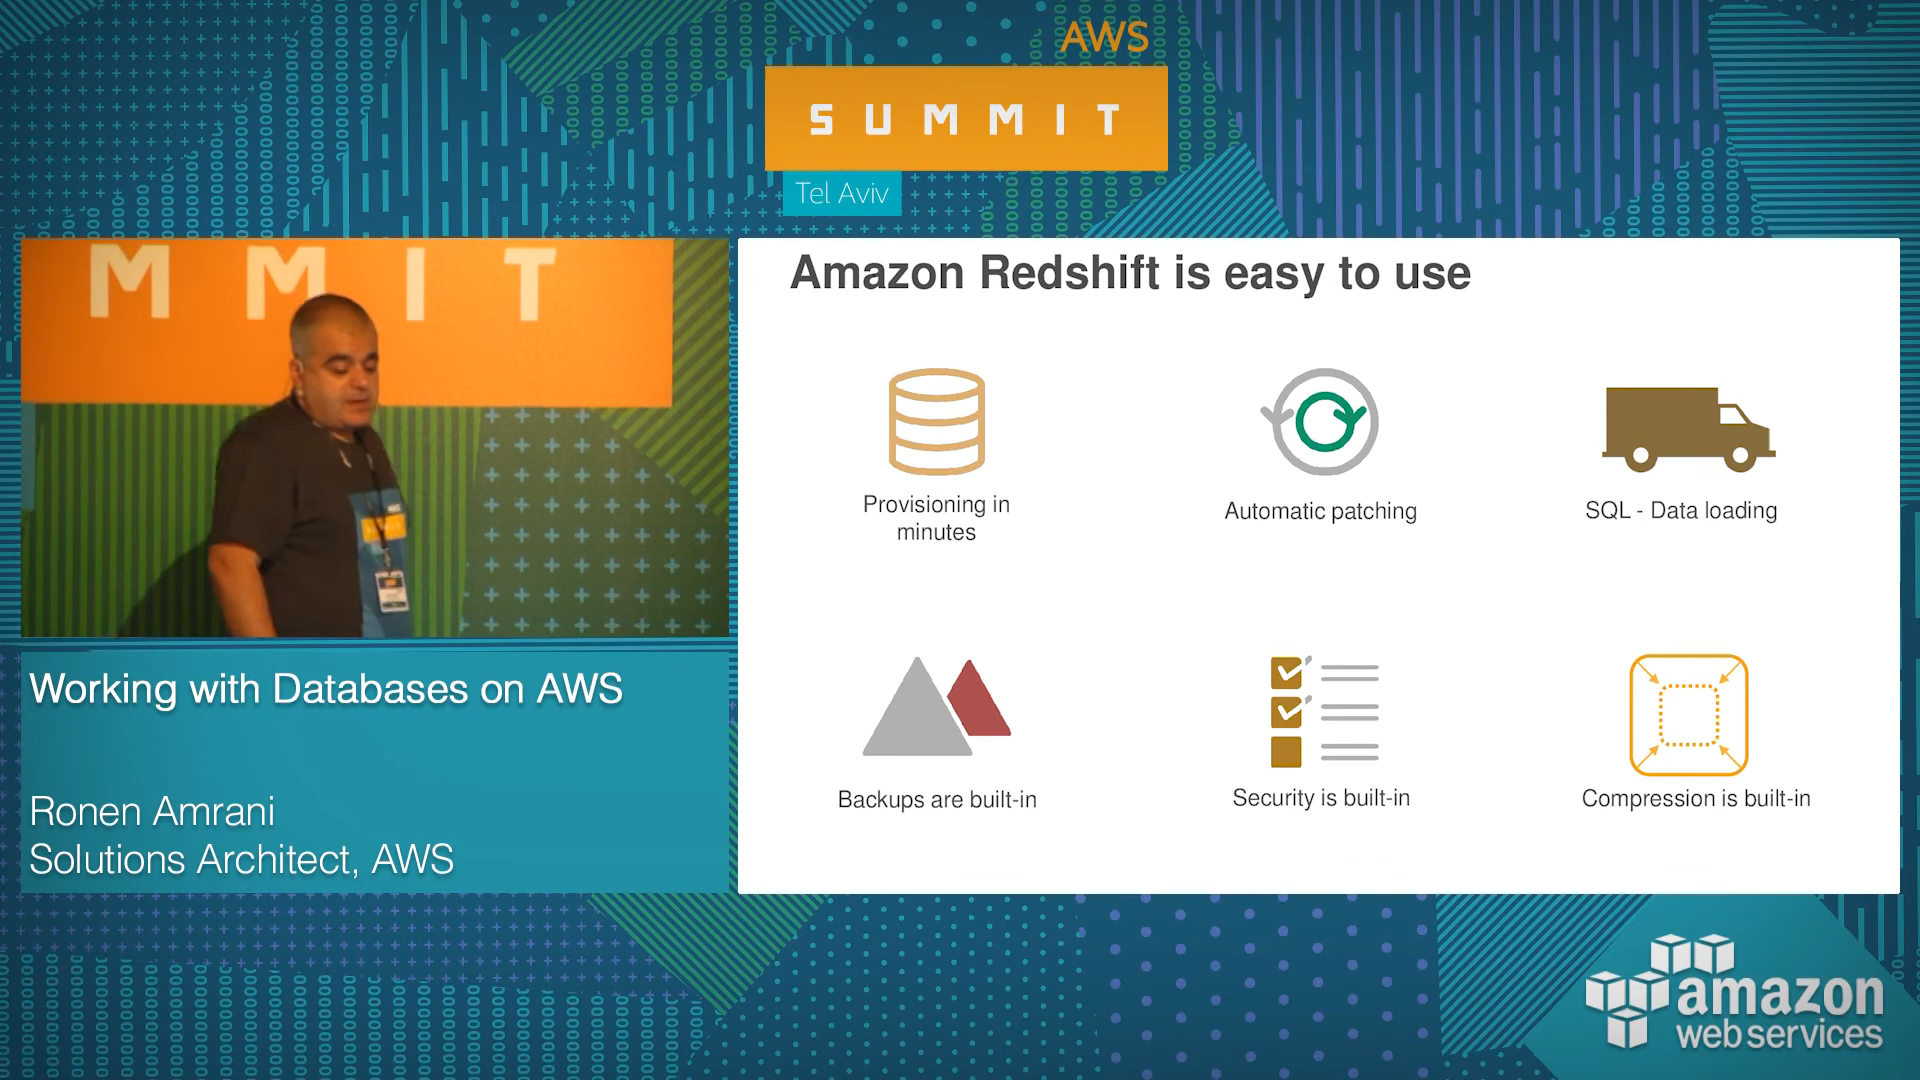 AWS
SUMMIT
Tel Aviv
MMIT
Working with Databases on AWS
Ronen Amrani
Solutions Architect, AWS
Amazon Redshift is easy to use
Provisioning in
minutes
Automatic patching
SQL - Data loading
Backups are built-in
Security is built-in
Compression is built-in
amazon
web services